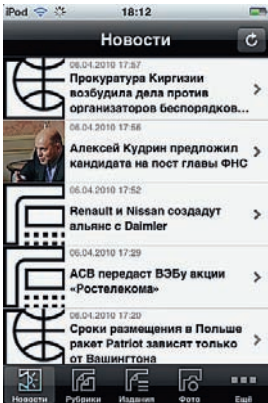 iPod 18:12
Новости
06.04.2010 17:57
Прокуратура Киргизии
возбудила дела против
организаторов беспорядков...
06.04.2010 17:56
Алексей Кудрин предложил
кандидата на пост главы ФНС
06.04.2010 17:52
Renault и Nissan создадут
альянс с Daimler
06.04.2010 17:29
АСВ передаст ВЭБу акции
«Ростелекома»
06.04.2010 17:20
Сроки размещения в Польше
ракет Patriot зависят только
от Вашингтона
Новости Рубрики Издания Фото Ещё